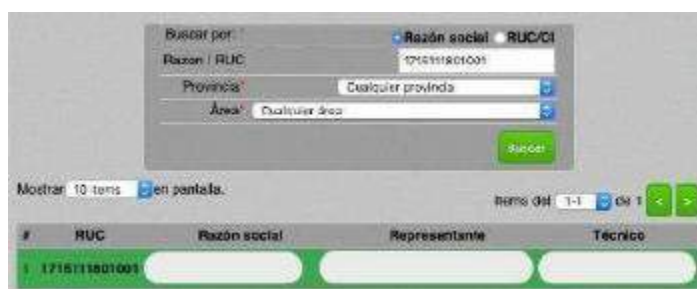 Buscar por: *
Razón social RUC/CI
Razon / RUC 1715111801001
Provincia* Cualquier provincia
Área* Cualquier área
Buscar
Mostrar 10 items en pantalla.
Items del 1-1 de 1 < >
# RUC Razón social Representante Técnico
1 1715111801001